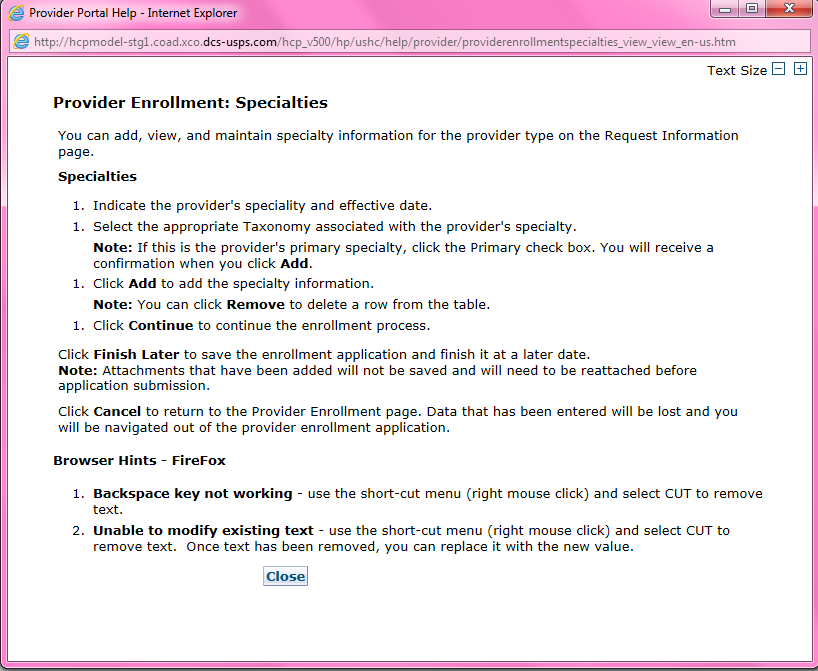 Provider Portal Help - Internet Explorer
http://hcpmodel-stg1.coad.xco.dcs-usps.com/hcp_v500/hp/ushc/help/provider/providerenrollmentspecialties_view_view_en-us.htm
Text Size
Provider Enrollment: Specialties
You can add, view, and maintain specialty information for the provider type on the Request Information
page.
Specialties
1. Indicate the provider's speciality and effective date.
1. Select the appropriate Taxonomy associated with the provider's specialty.
Note: If this is the provider's primary specialty, click the Primary check box. You will receive a
confirmation when you click Add.
1. Click Add to add the specialty information.
Note: You can click Remove to delete a row from the table.
1. Click Continue to continue the enrollment process.
Click Finish Later to save the enrollment application and finish it at a later date.
Note: Attachments that have been added will not be saved and will need to be reattached before
application submission.
Click Cancel to return to the Provider Enrollment page. Data that has been entered will be lost and you
will be navigated out of the provider enrollment application.
Browser Hints - FireFox
1. Backspace key not working - use the short-cut menu (right mouse click) and select CUT to remove
text.
2. Unable to modify existing text - use the short-cut menu (right mouse click) and select CUT to
remove text.  Once text has been removed, you can replace it with the new value.
Close